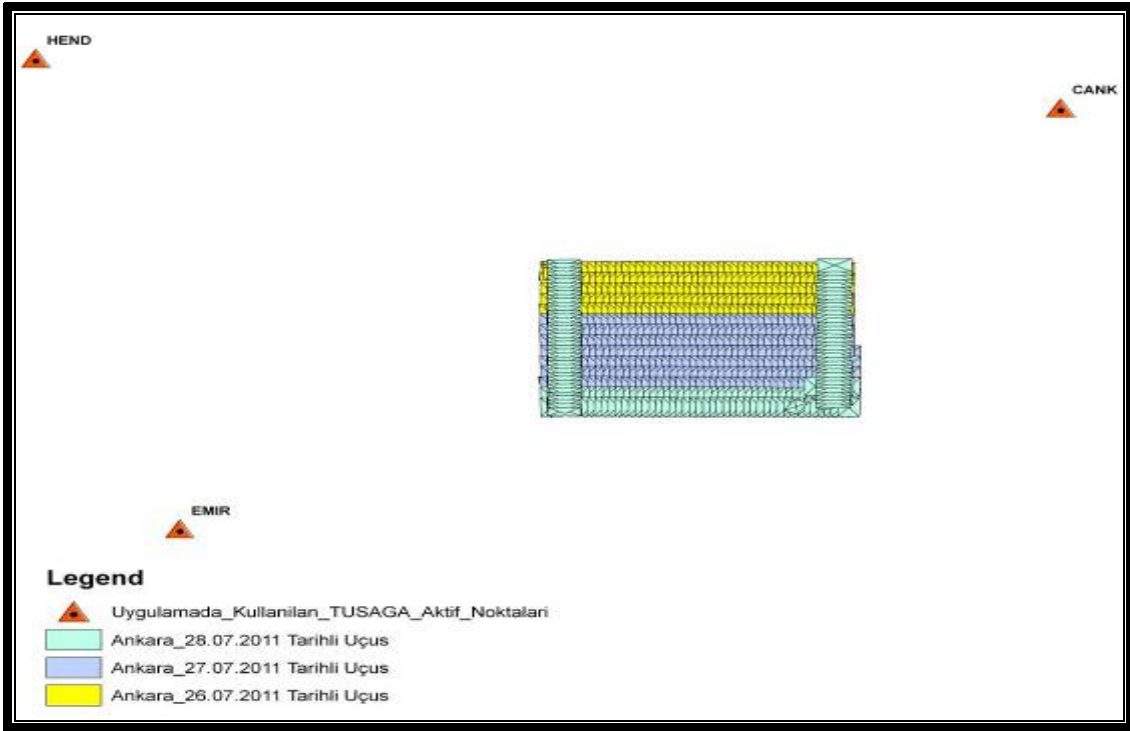 HEND
CANK
EMIR
Legend
Uygulamada_Kullanilan_TUSAGA_Aktif_Noktalari
Ankara_28.07.2011 Tarihli Uçus
Ankara_27.07.2011 Tarihli Uçus
Ankara_26.07.2011 Tarihli Uçus